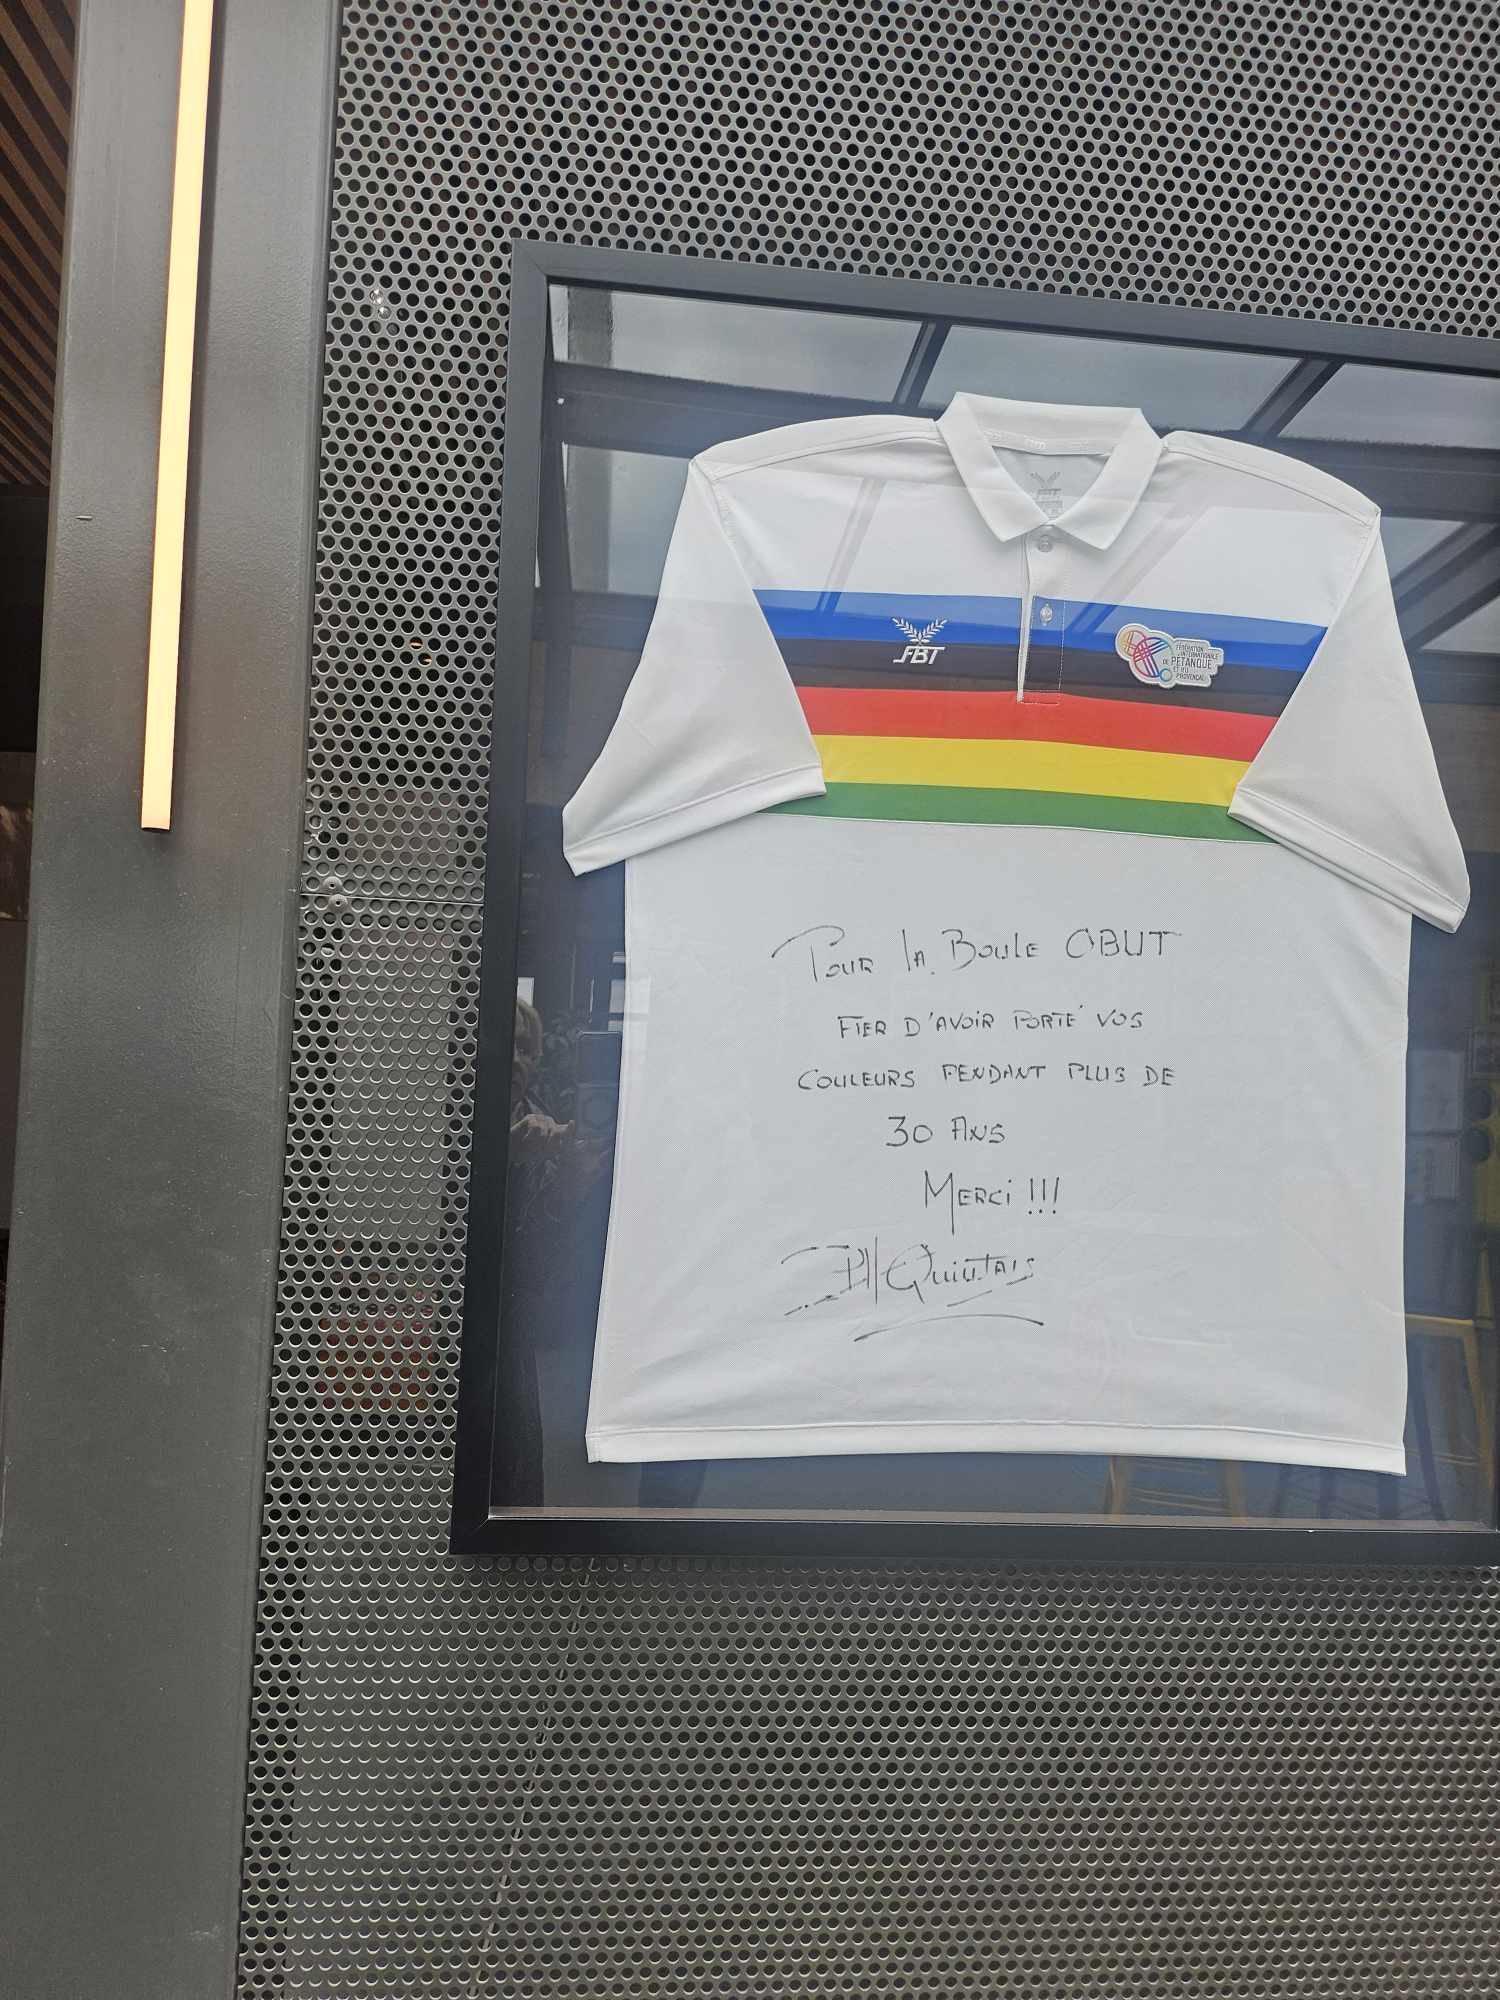 FBT
FBT
FÉDÉRATION
INTERNATIONALE
DE PÉTANQUE
ET JEU
PROVENÇAL
Pour la Boule OBUT
FIER D'AVOIR PORTÉ VOS
COULEURS PENDANT PLUS DE
30 ANS
MERCI !!!
PH Quintais